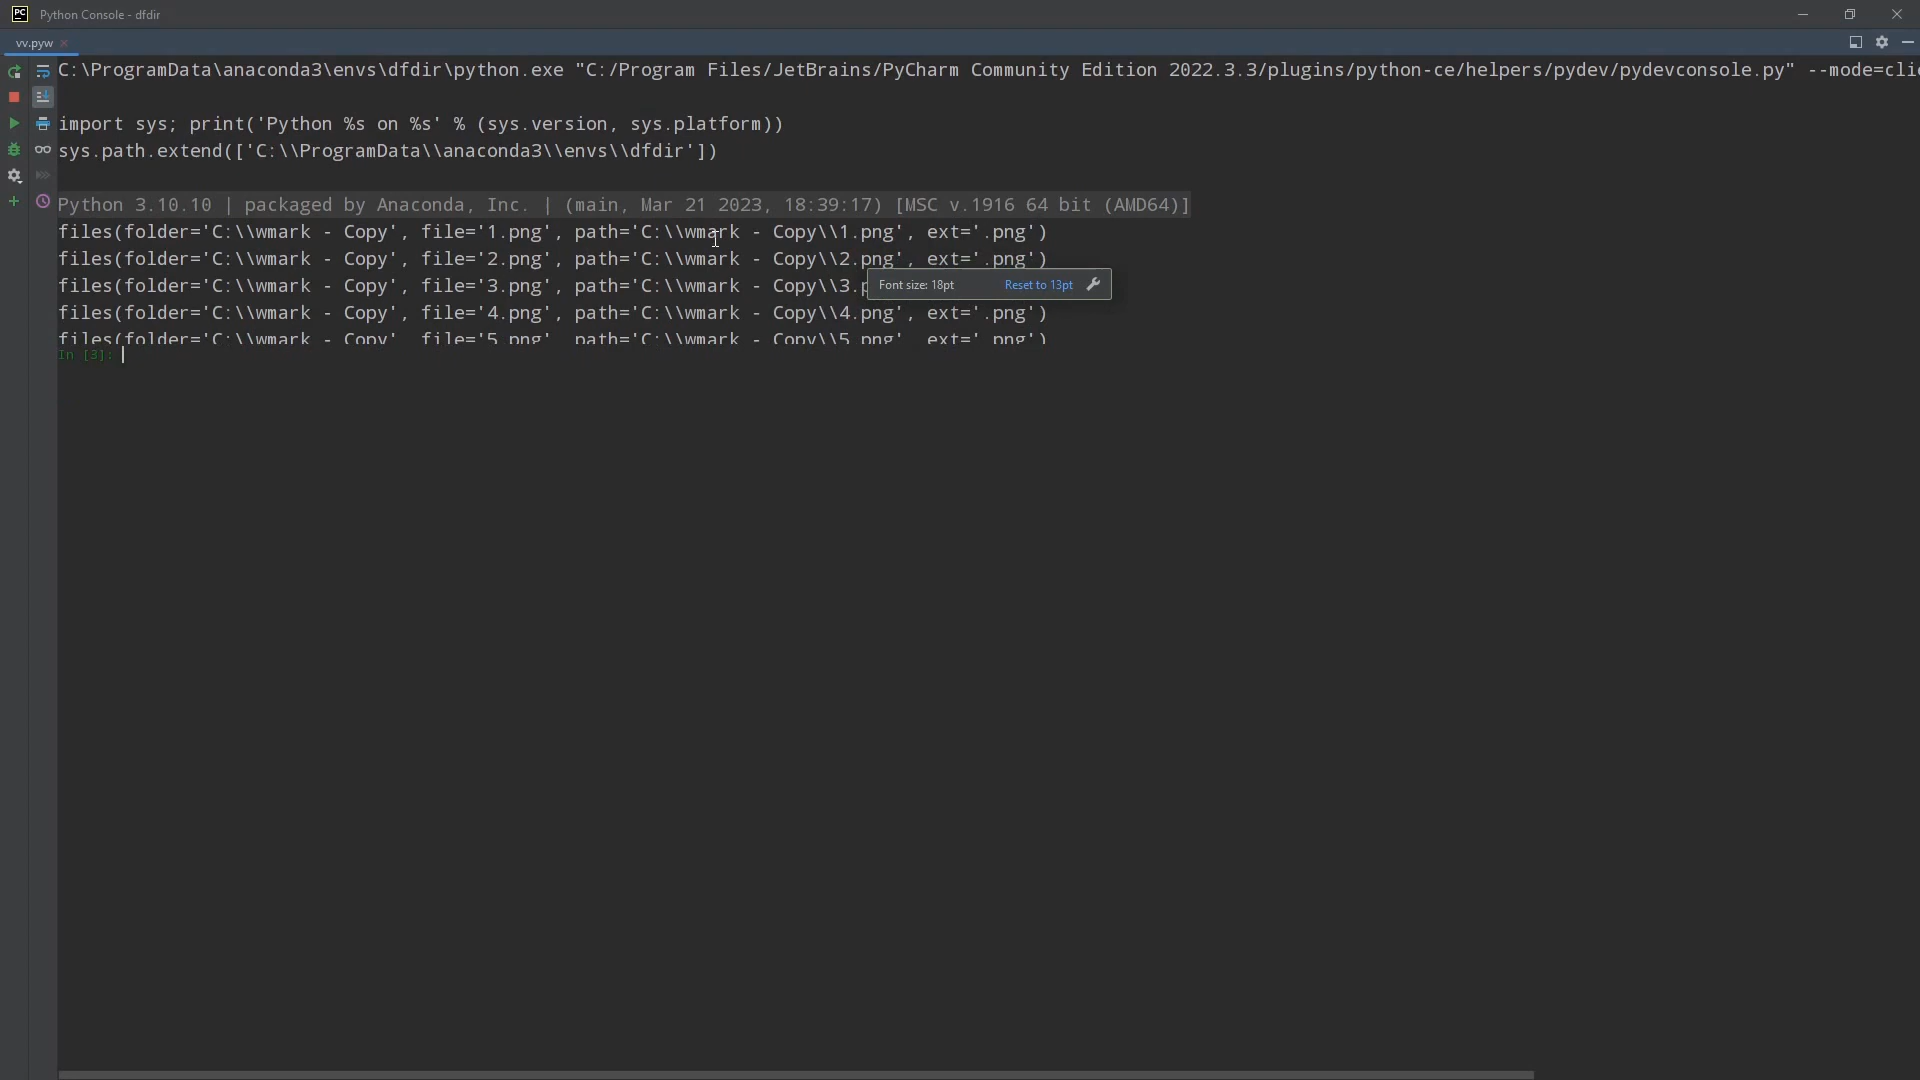 PC Python Console - dfdir
vv.pyw
C:\ProgramData\anaconda3\envs\dfdir\python.exe "C:/Program Files/JetBrains/PyCharm Community Edition 2022.3.3/plugins/python-ce/helpers/pydev/pydevconsole.py" --mode=clie
import sys; print('Python %s on %s' % (sys.version, sys.platform))
sys.path.extend(['C:\\ProgramData\\anaconda3\\envs\\dfdir'])
Python 3.10.10 | packaged by Anaconda, Inc. | (main, Mar 21 2023, 18:39:17) [MSC v.1916 64 bit (AMD64)]
files(folder='C:\\wmark - Copy', file='1.png', path='C:\\wmark - Copy\\1.png', ext='.png')
files(folder='C:\\wmark - Copy', file='2.png', path='C:\\wmark - Copy\\2.png', ext='.png')
files(folder='C:\\wmark - Copy', file='3.png', path='C:\\wmark - Copy\\3.p
Font size: 18pt Reset to 13pt
files(folder='C:\\wmark - Copy', file='4.png', path='C:\\wmark - Copy\\4.png', ext='.png')
files(folder='C:\\wmark - Copy', file='5.png', path='C:\\wmark - Copy\\5.png', ext='.png')
In [3]: